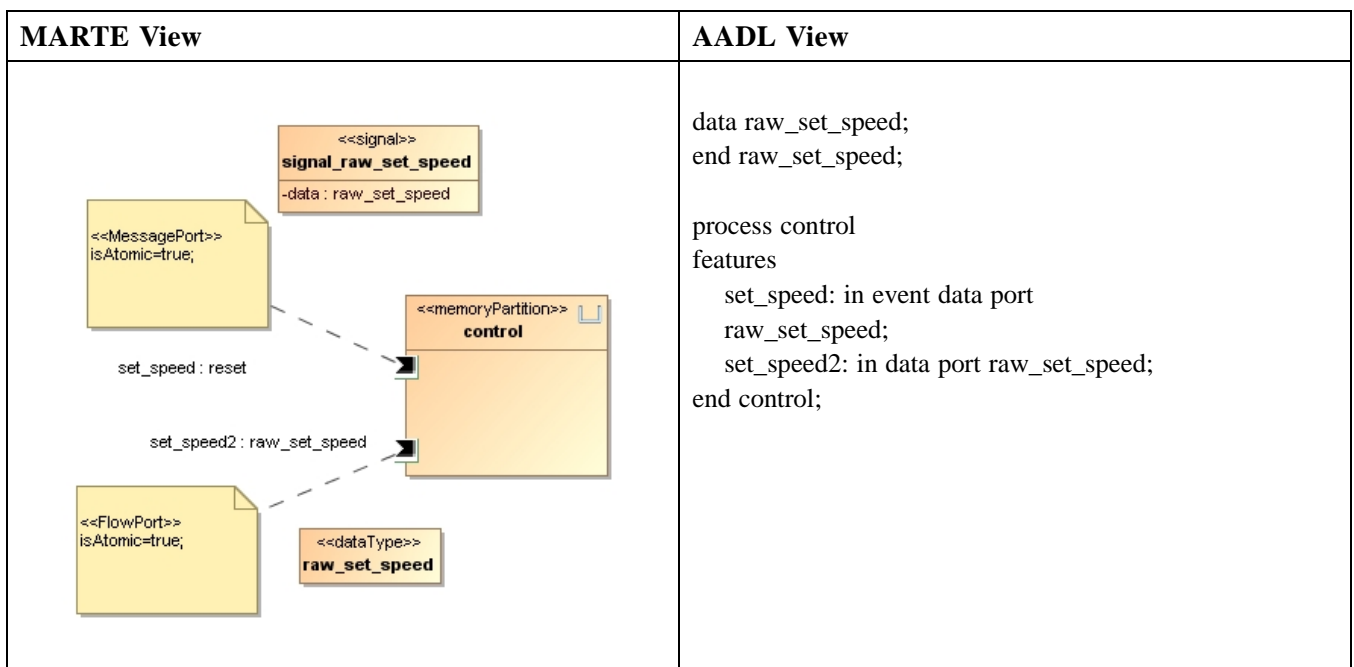 MARTE View
AADL View
<<signal>>
signal_raw_set_speed
-data : raw_set_speed
<<MessagePort>>
isAtomic=true;
<<memoryPartition>>
control
set_speed : reset
set_speed2 : raw_set_speed
<<FlowPort>>
isAtomic=true;
<<dataType>>
raw_set_speed
data raw_set_speed;
end raw_set_speed;
process control
features
set_speed: in event data port
raw_set_speed;
set_speed2: in data port raw_set_speed;
end control;